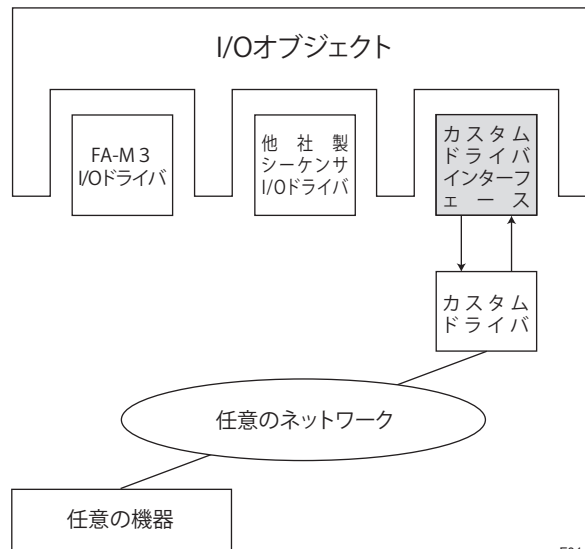 I/Oオブジェクト
FA-M 3
I/Oドライバ
他 社 製
シーケンサ
I/Oドライバ
カスタム
ドライバ
インターフ
ェース
カスタム
ドライバ
任意のネットワーク
任意の機器